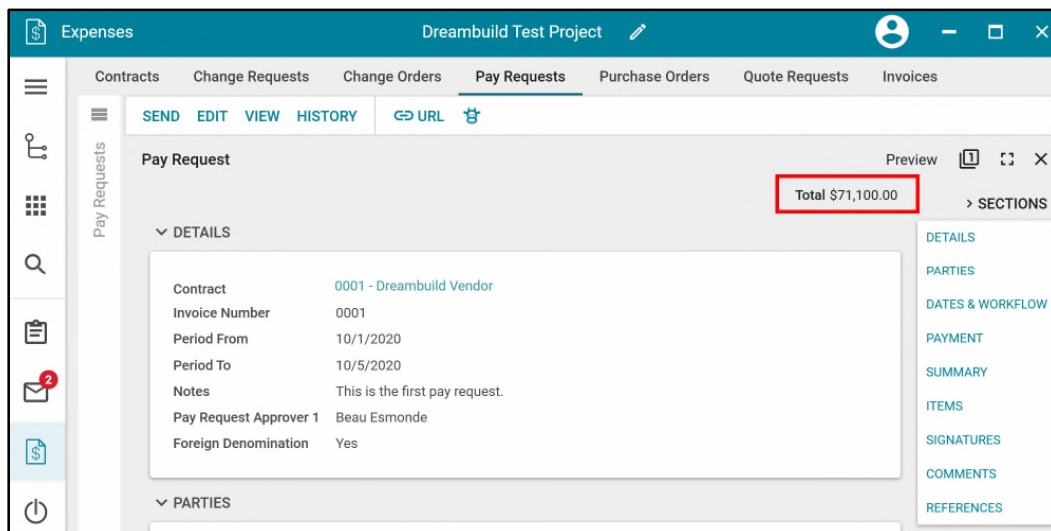 Expenses
Dreambuild Test Project
Contracts Change Requests Change Orders Pay Requests Purchase Orders Quote Requests Invoices
SEND EDIT VIEW HISTORY URL
Pay Requests
Pay Request
Preview 1
Total $71,100.00
> SECTIONS
DETAILS
Contract 0001 - Dreambuild Vendor
Invoice Number 0001
Period From 10/1/2020
Period To 10/5/2020
Notes This is the first pay request.
Pay Request Approver 1 Beau Esmonde
Foreign Denomination Yes
PARTIES
DETAILS
PARTIES
DATES & WORKFLOW
PAYMENT
SUMMARY
ITEMS
SIGNATURES
COMMENTS
REFERENCES
2